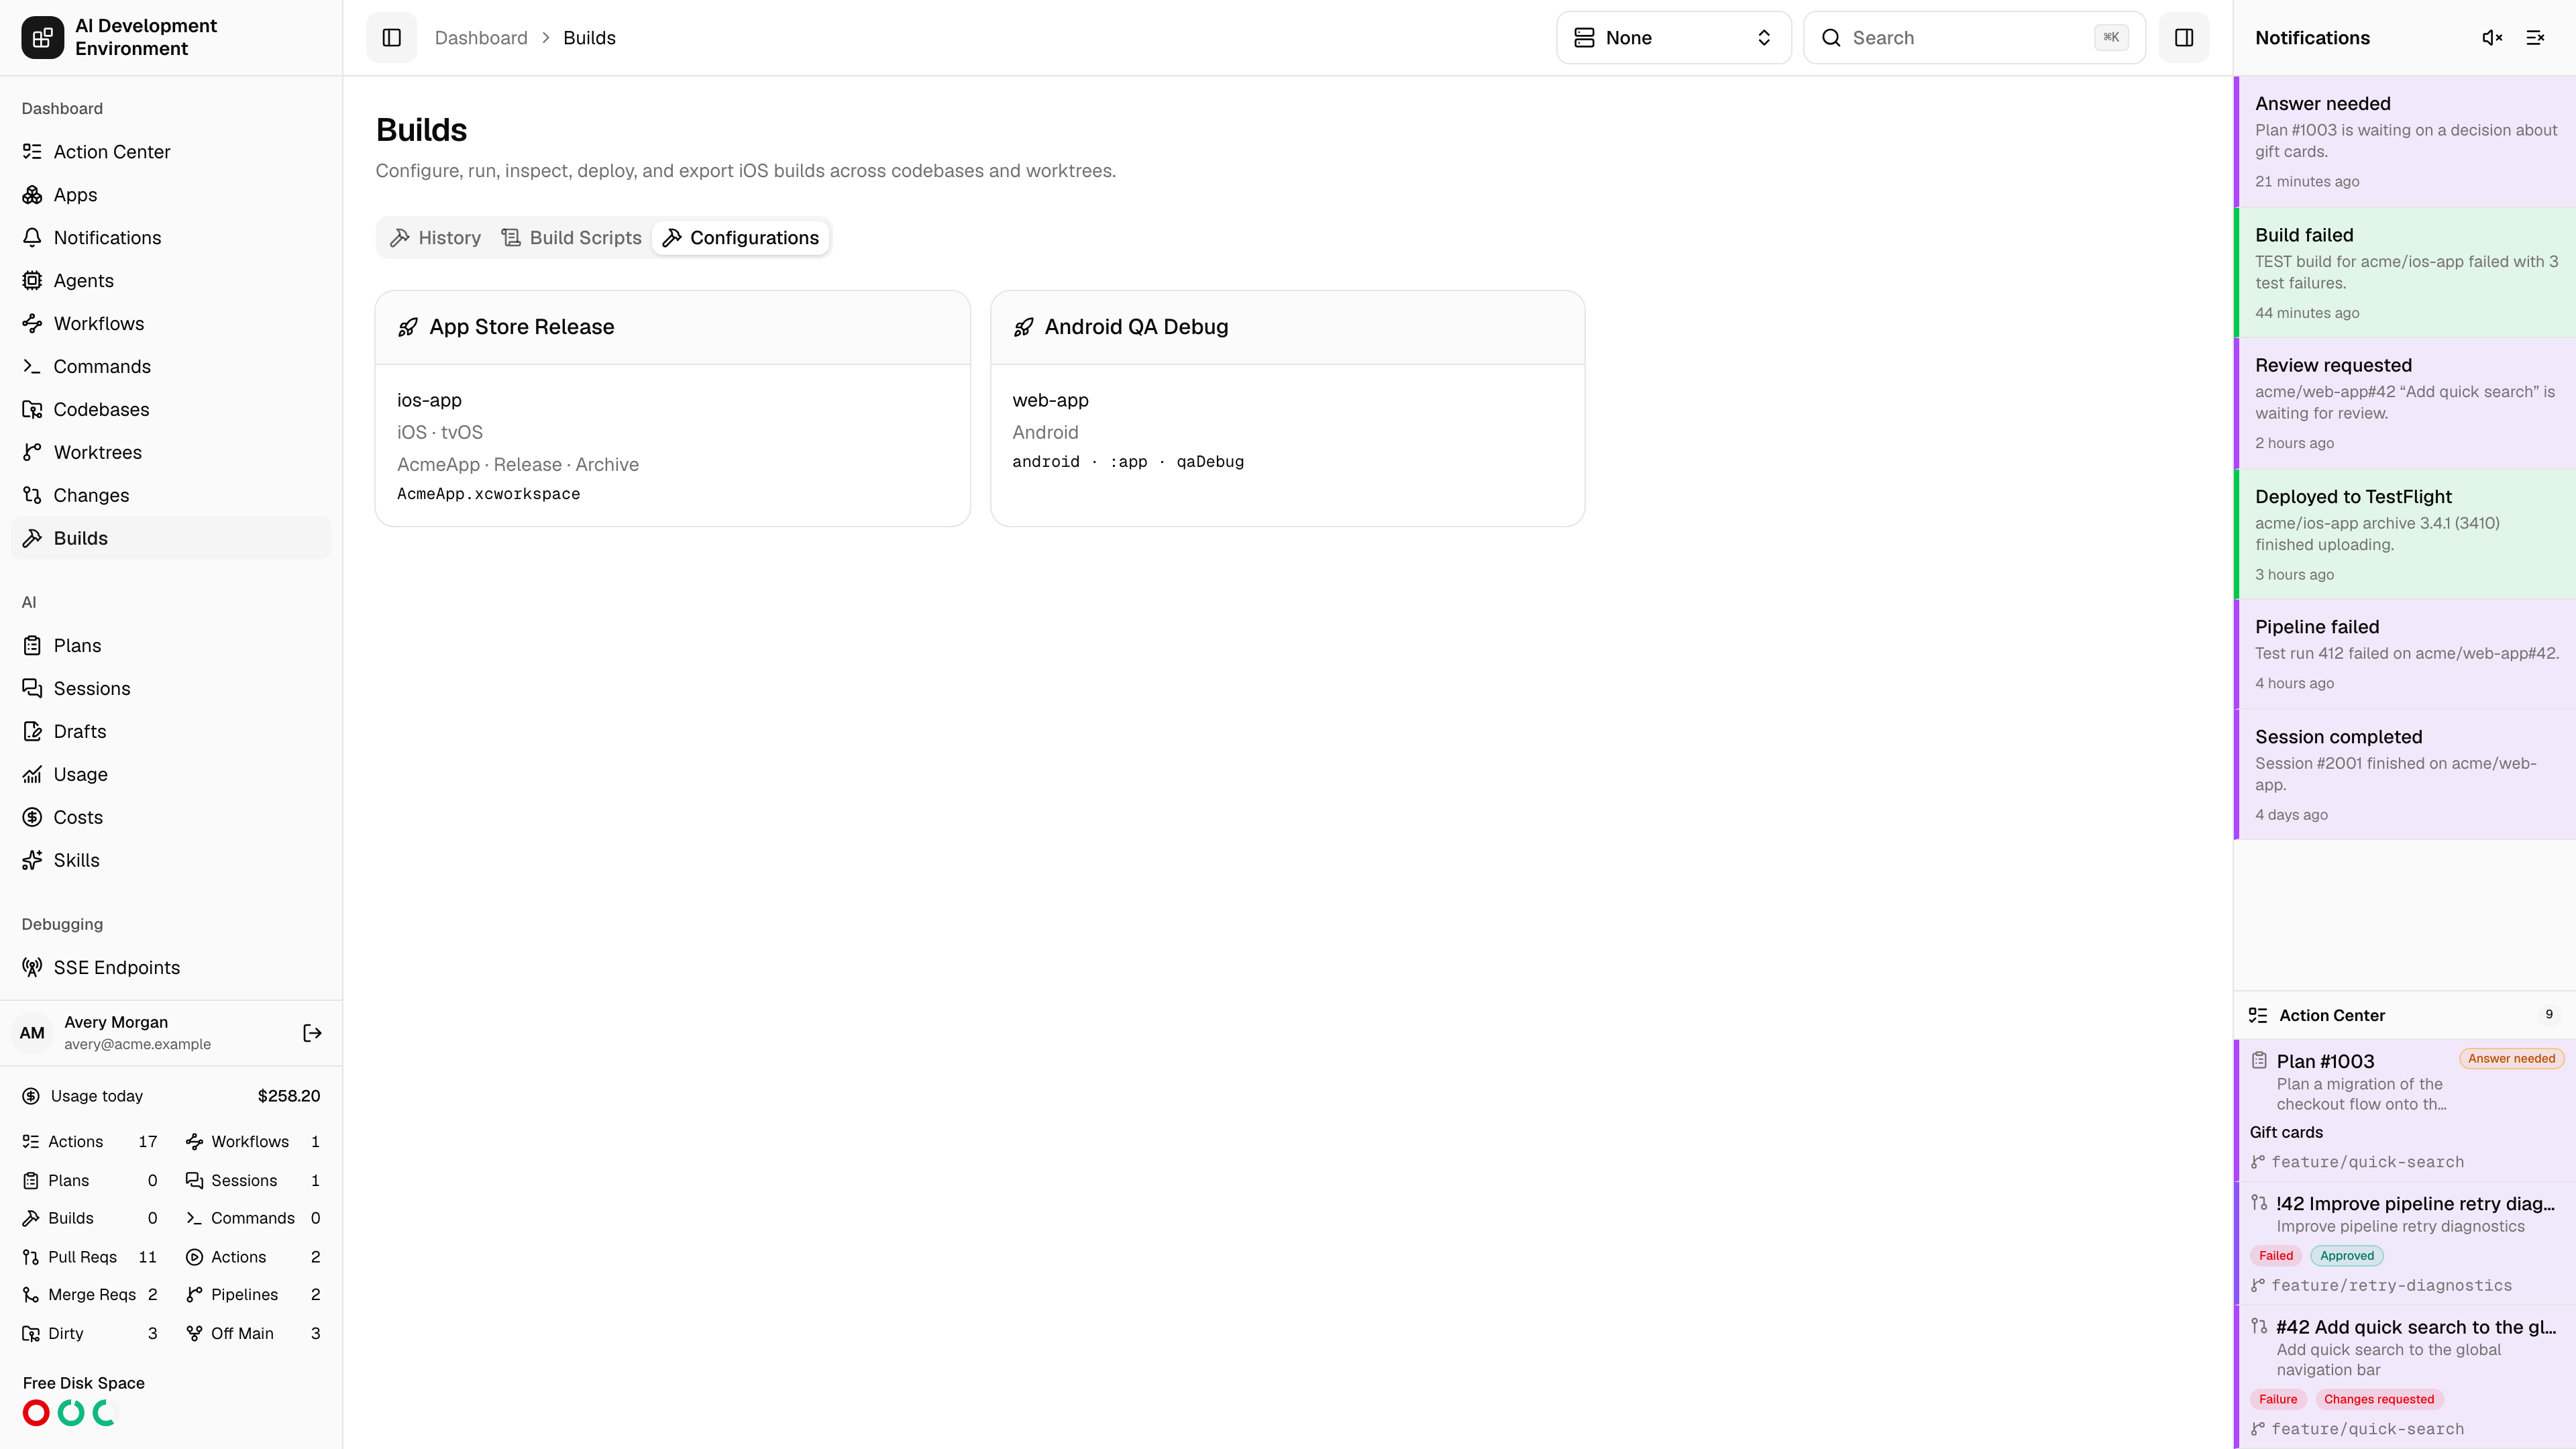 AI Development
Environment
Dashboard
Action Center
Apps
Notifications
Agents
Workflows
Commands
Codebases
Worktrees
Changes
Builds
AI
Plans
Sessions
Drafts
Usage
Costs
Skills
Debugging
SSE Endpoints
AM
Avery Morgan
avery@acme.example
Usage today $258.20
Actions 17 Workflows 1
Plans 0 Sessions 1
Builds 0 Commands 0
Pull Reqs 11 Actions 2
Merge Reqs 2 Pipelines 2
Dirty 3 Off Main 3
Free Disk Space
Dashboard > Builds
None
Search ⌘K
Builds
Configure, run, inspect, deploy, and export iOS builds across codebases and worktrees.
History Build Scripts Configurations
App Store Release
ios-app
iOS · tvOS
AcmeApp · Release · Archive
AcmeApp.xcworkspace
Android QA Debug
web-app
Android
android · :app · qaDebug
Notifications
Answer needed
Plan #1003 is waiting on a decision about
gift cards.
21 minutes ago
Build failed
TEST build for acme/ios-app failed with 3
test failures.
44 minutes ago
Review requested
acme/web-app#42 “Add quick search” is
waiting for review.
2 hours ago
Deployed to TestFlight
acme/ios-app archive 3.4.1 (3410)
finished uploading.
3 hours ago
Pipeline failed
Test run 412 failed on acme/web-app#42.
4 hours ago
Session completed
Session #2001 finished on acme/web-
app.
4 days ago
Action Center 9
Plan #1003 Answer needed
Plan a migration of the
checkout flow onto th…
Gift cards
feature/quick-search
!42 Improve pipeline retry diag…
Improve pipeline retry diagnostics
Failed Approved
feature/retry-diagnostics
#42 Add quick search to the gl…
Add quick search to the global
navigation bar
Failure Changes requested
feature/quick-search